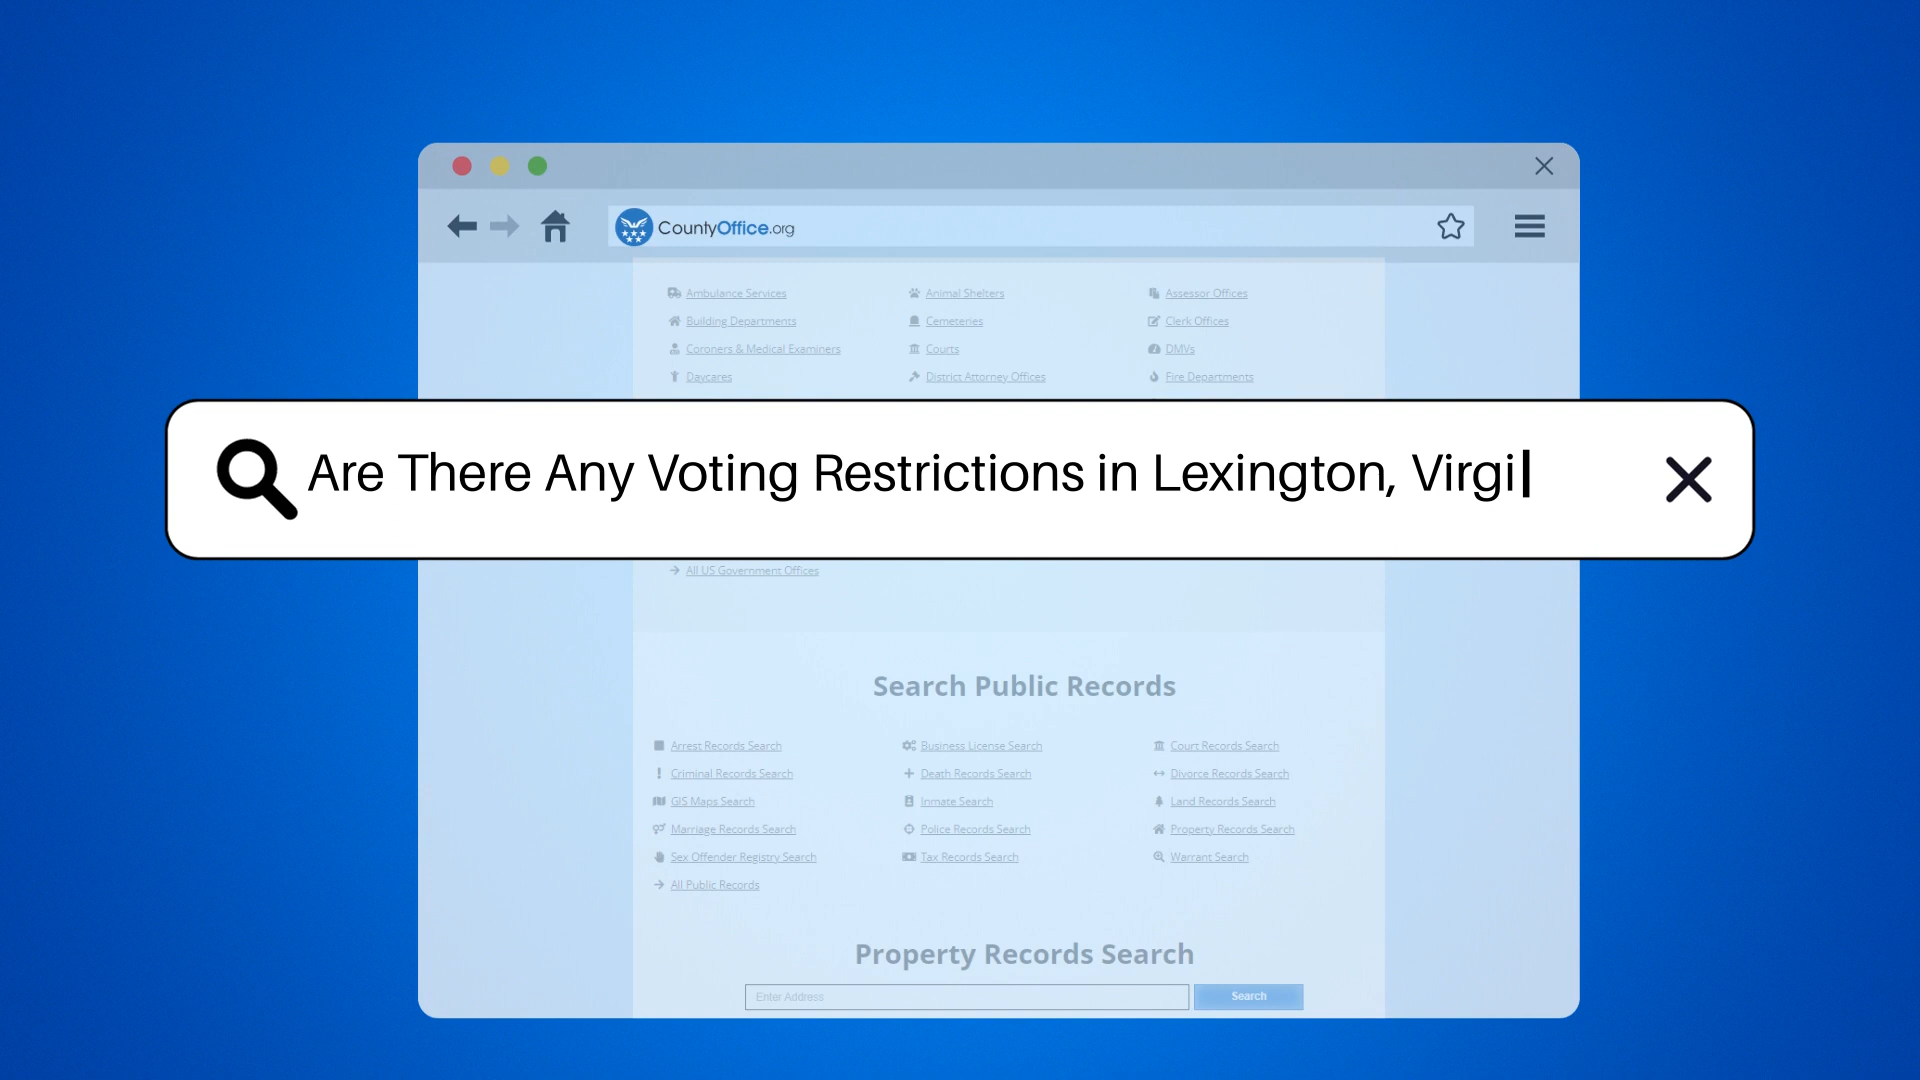 CountyOffice.org
Ambulance Services Animal Shelters Assessor Offices
Building Departments Cemeteries Clerk Offices
Coroners & Medical Examiners Courts DMVs
Daycares District Attorney Offices Fire Departments
Are There Any Voting Restrictions in Lexington, Virgi
All US Government Offices
Search Public Records
Arrest Records Search Business License Search Court Records Search
Criminal Records Search Death Records Search Divorce Records Search
GIS Maps Search Inmate Search Land Records Search
Marriage Records Search Police Records Search Property Records Search
Sex Offender Registry Search Tax Records Search Warrant Search
All Public Records
Property Records Search
Enter Address Search